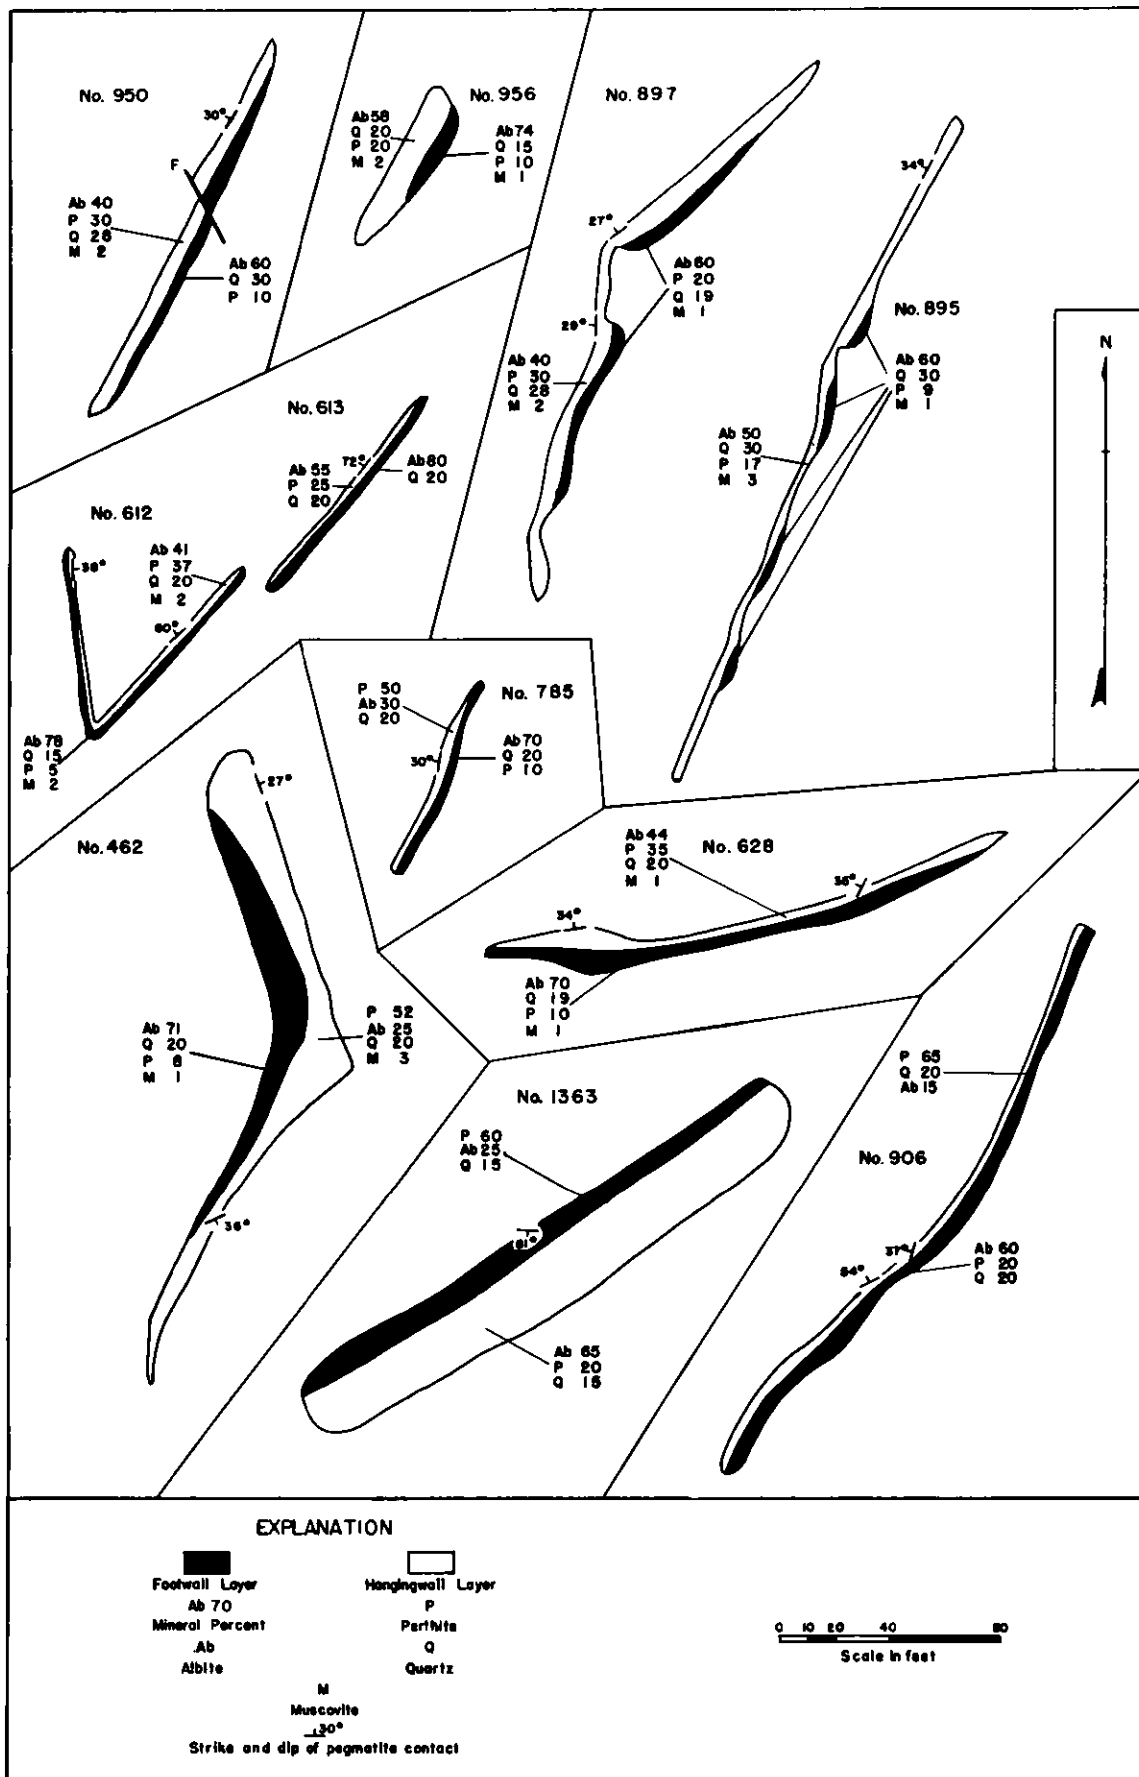 No. 950
30°
F
Ab 40
P 30
Q 28
M 2
Ab 60
Q 30
P 10
No. 956
Ab 58
Q 20
P 20
M 2
Ab 74
Q 15
P 10
M 1
No. 897
27°
29°
Ab 60
P 20
Q 19
M 1
Ab 40
P 30
Q 28
M 2
34°
No. 895
Ab 60
Q 30
P 9
M 1
Ab 50
Q 30
P 17
M 3
N
No. 613
72°
Ab 55
P 25
Q 20
Ab 80
Q 20
No. 612
38°
Ab 41
P 37
Q 20
M 2
60°
Ab 78
Q 15
P 5
M 2
No. 785
P 50
Ab 30
Q 20
30°
Ab 70
Q 20
P 10
No. 462
27°
Ab 71
Q 20
P 8
M 1
P 52
Ab 25
Q 20
M 3
36°
No. 628
Ab 44
P 35
Q 20
M 1
34°
35°
Ab 70
Q 19
P 10
M 1
No. 1363
P 60
Ab 25
Q 15
61°
Ab 65
P 20
Q 15
P 65
Q 20
Ab 15
No. 906
37°
54°
Ab 60
P 20
Q 20
EXPLANATION
Footwall Layer
Hangingwall Layer
Ab 70
P
Mineral Percent
Perthite
Ab
Q
Albite
Quartz
M
Muscovite
30°
Strike and dip of pegmatite contact
0 10 20 40 80
Scale in feet